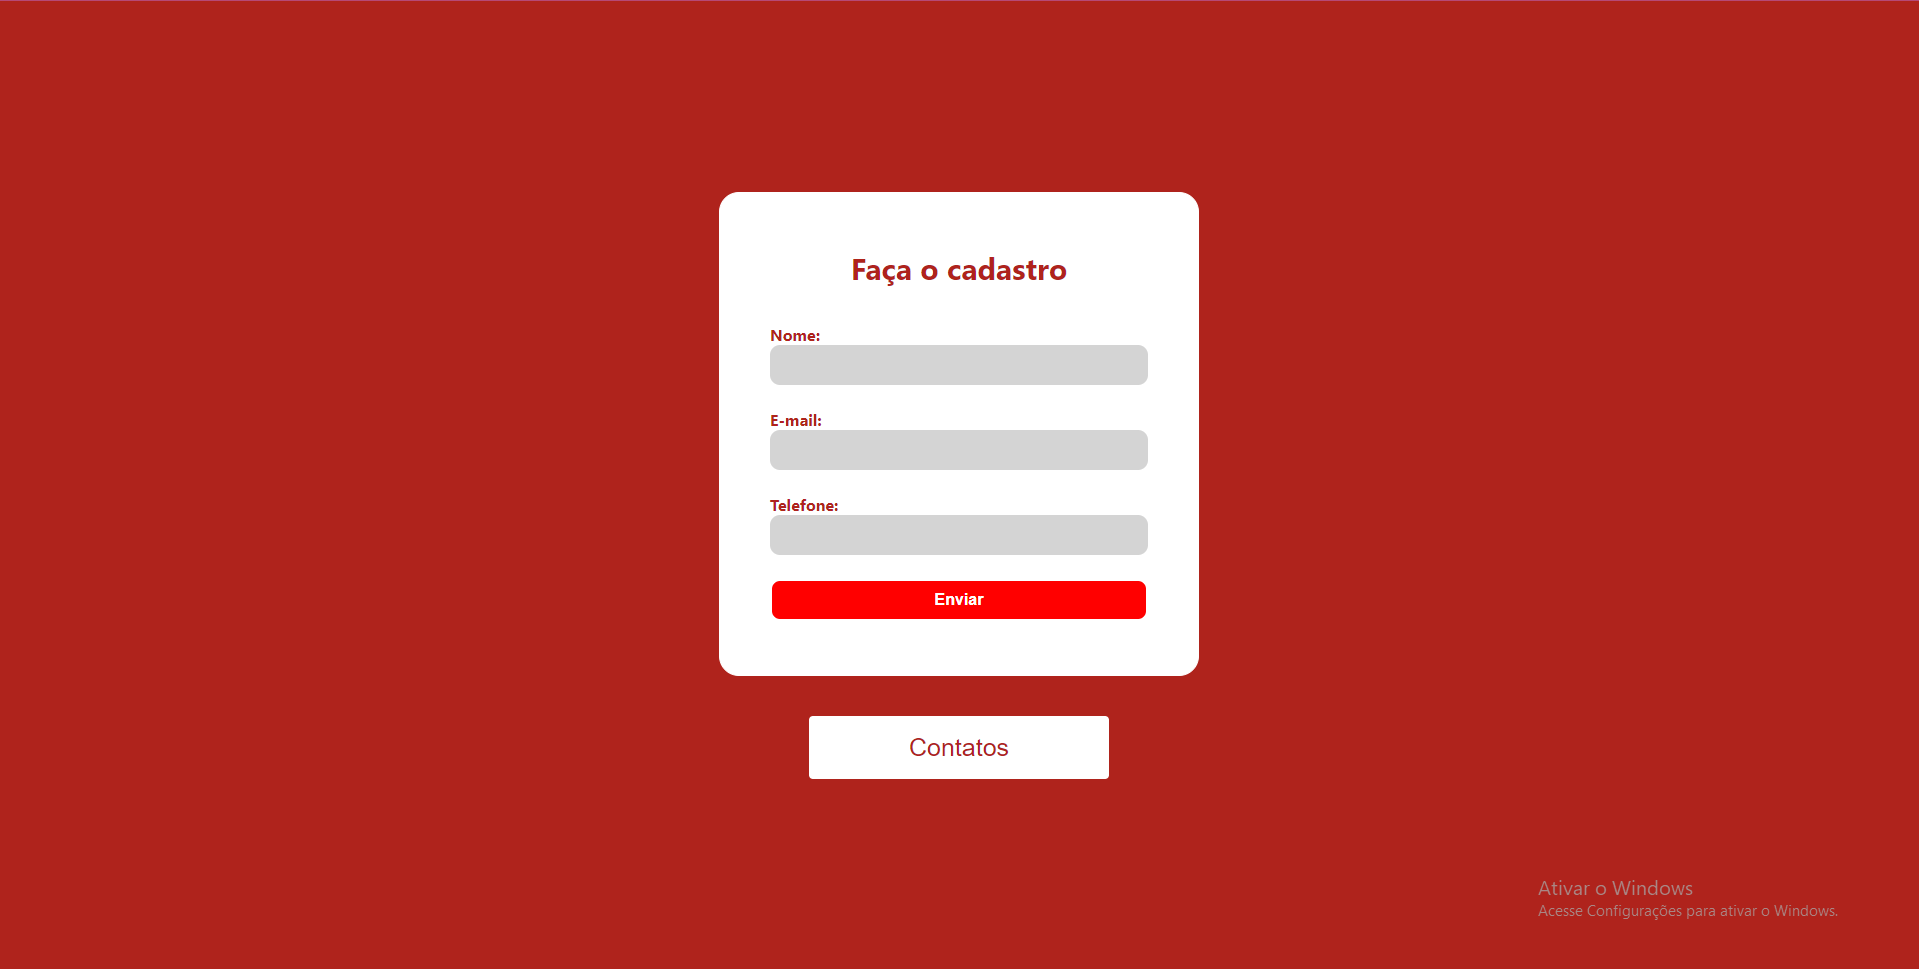 Faça o cadastro
Nome:
E-mail:
Telefone:
Enviar
Contatos
Ativar o Windows
Acesse Configurações para ativar o Windows.